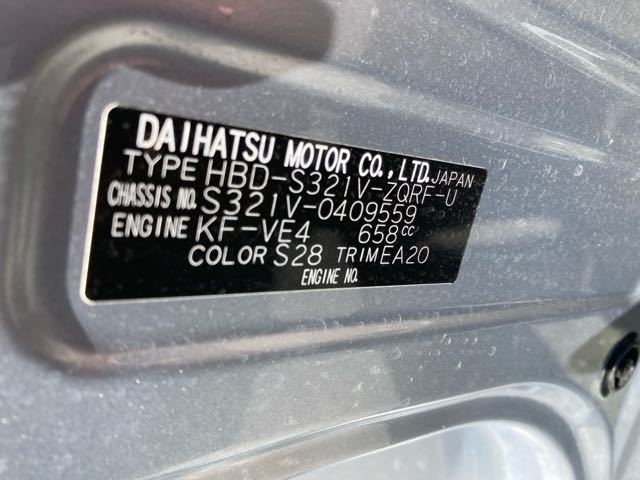 DAIHATSU MOTOR CO., LTD. JAPAN
TYPE HBD-S321V-ZQRF-U
CHASSIS NO. S321V-0409559
ENGINE KF-VE4 658cc
COLOR S28 TRIM EA20
ENGINE NO.